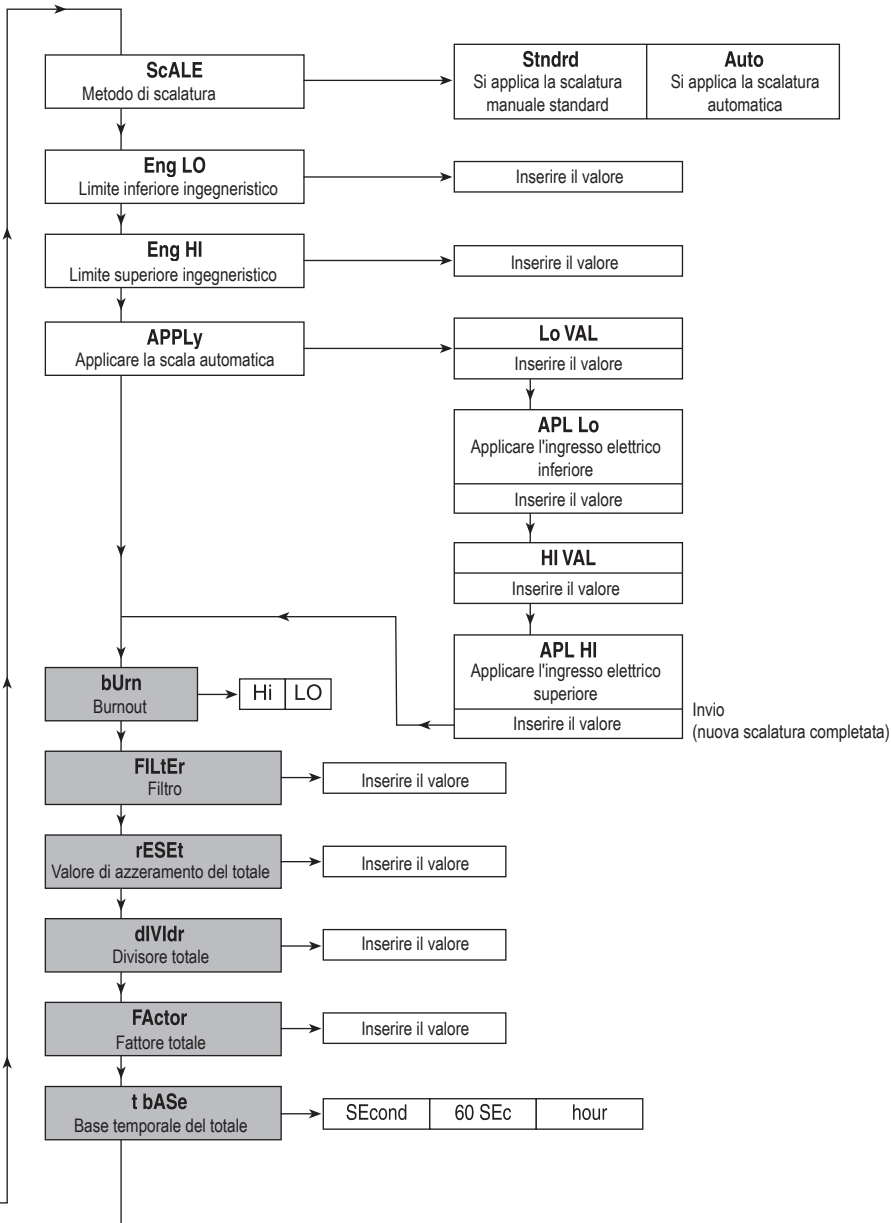 ScALE
Metodo di scalatura
Stndrd
Si applica la scalatura
manuale standard
Auto
Si applica la scalatura
automatica
Eng LO
Limite inferiore ingegneristico
Inserire il valore
Eng HI
Limite superiore ingegneristico
Inserire il valore
APPLy
Applicare la scala automatica
Lo VAL
Inserire il valore
APL Lo
Applicare l'ingresso elettrico
inferiore
Inserire il valore
HI VAL
Inserire il valore
APL HI
Applicare l'ingresso elettrico
superiore
Inserire il valore
Invio
(nuova scalatura completata)
bUrn
Burnout
Hi
LO
FILtEr
Filtro
Inserire il valore
rESEt
Valore di azzeramento del totale
Inserire il valore
dIVIdr
Divisore totale
Inserire il valore
FActor
Fattore totale
Inserire il valore
t bASe
Base temporale del totale
SEcond
60 SEc
hour